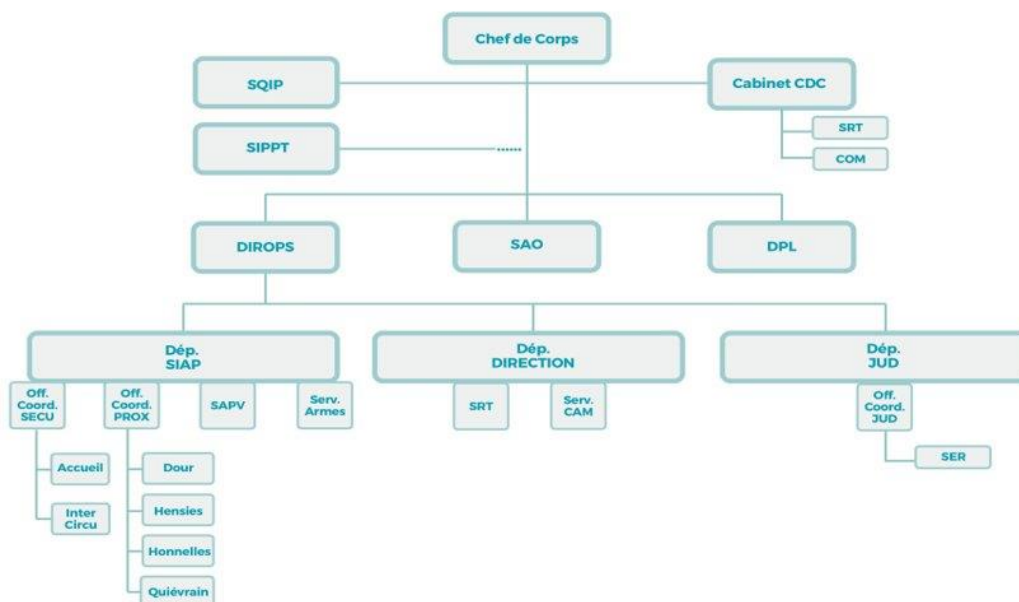 Chef de Corps
SQIP
Cabinet CDC
SRT
SIPPT
COM
DIROPS
SAO
DPL
Dép.
SIAP
Dép.
DIRECTION
Dép.
JUD
Off.
Coord.
SECU
Off.
Coord.
PROX
SAPV
Serv.
Armes
SRT
Serv.
CAM
Off.
Coord.
JUD
Accueil
Inter
Circu
Dour
Hensies
Honnelles
Quiévrain
SER